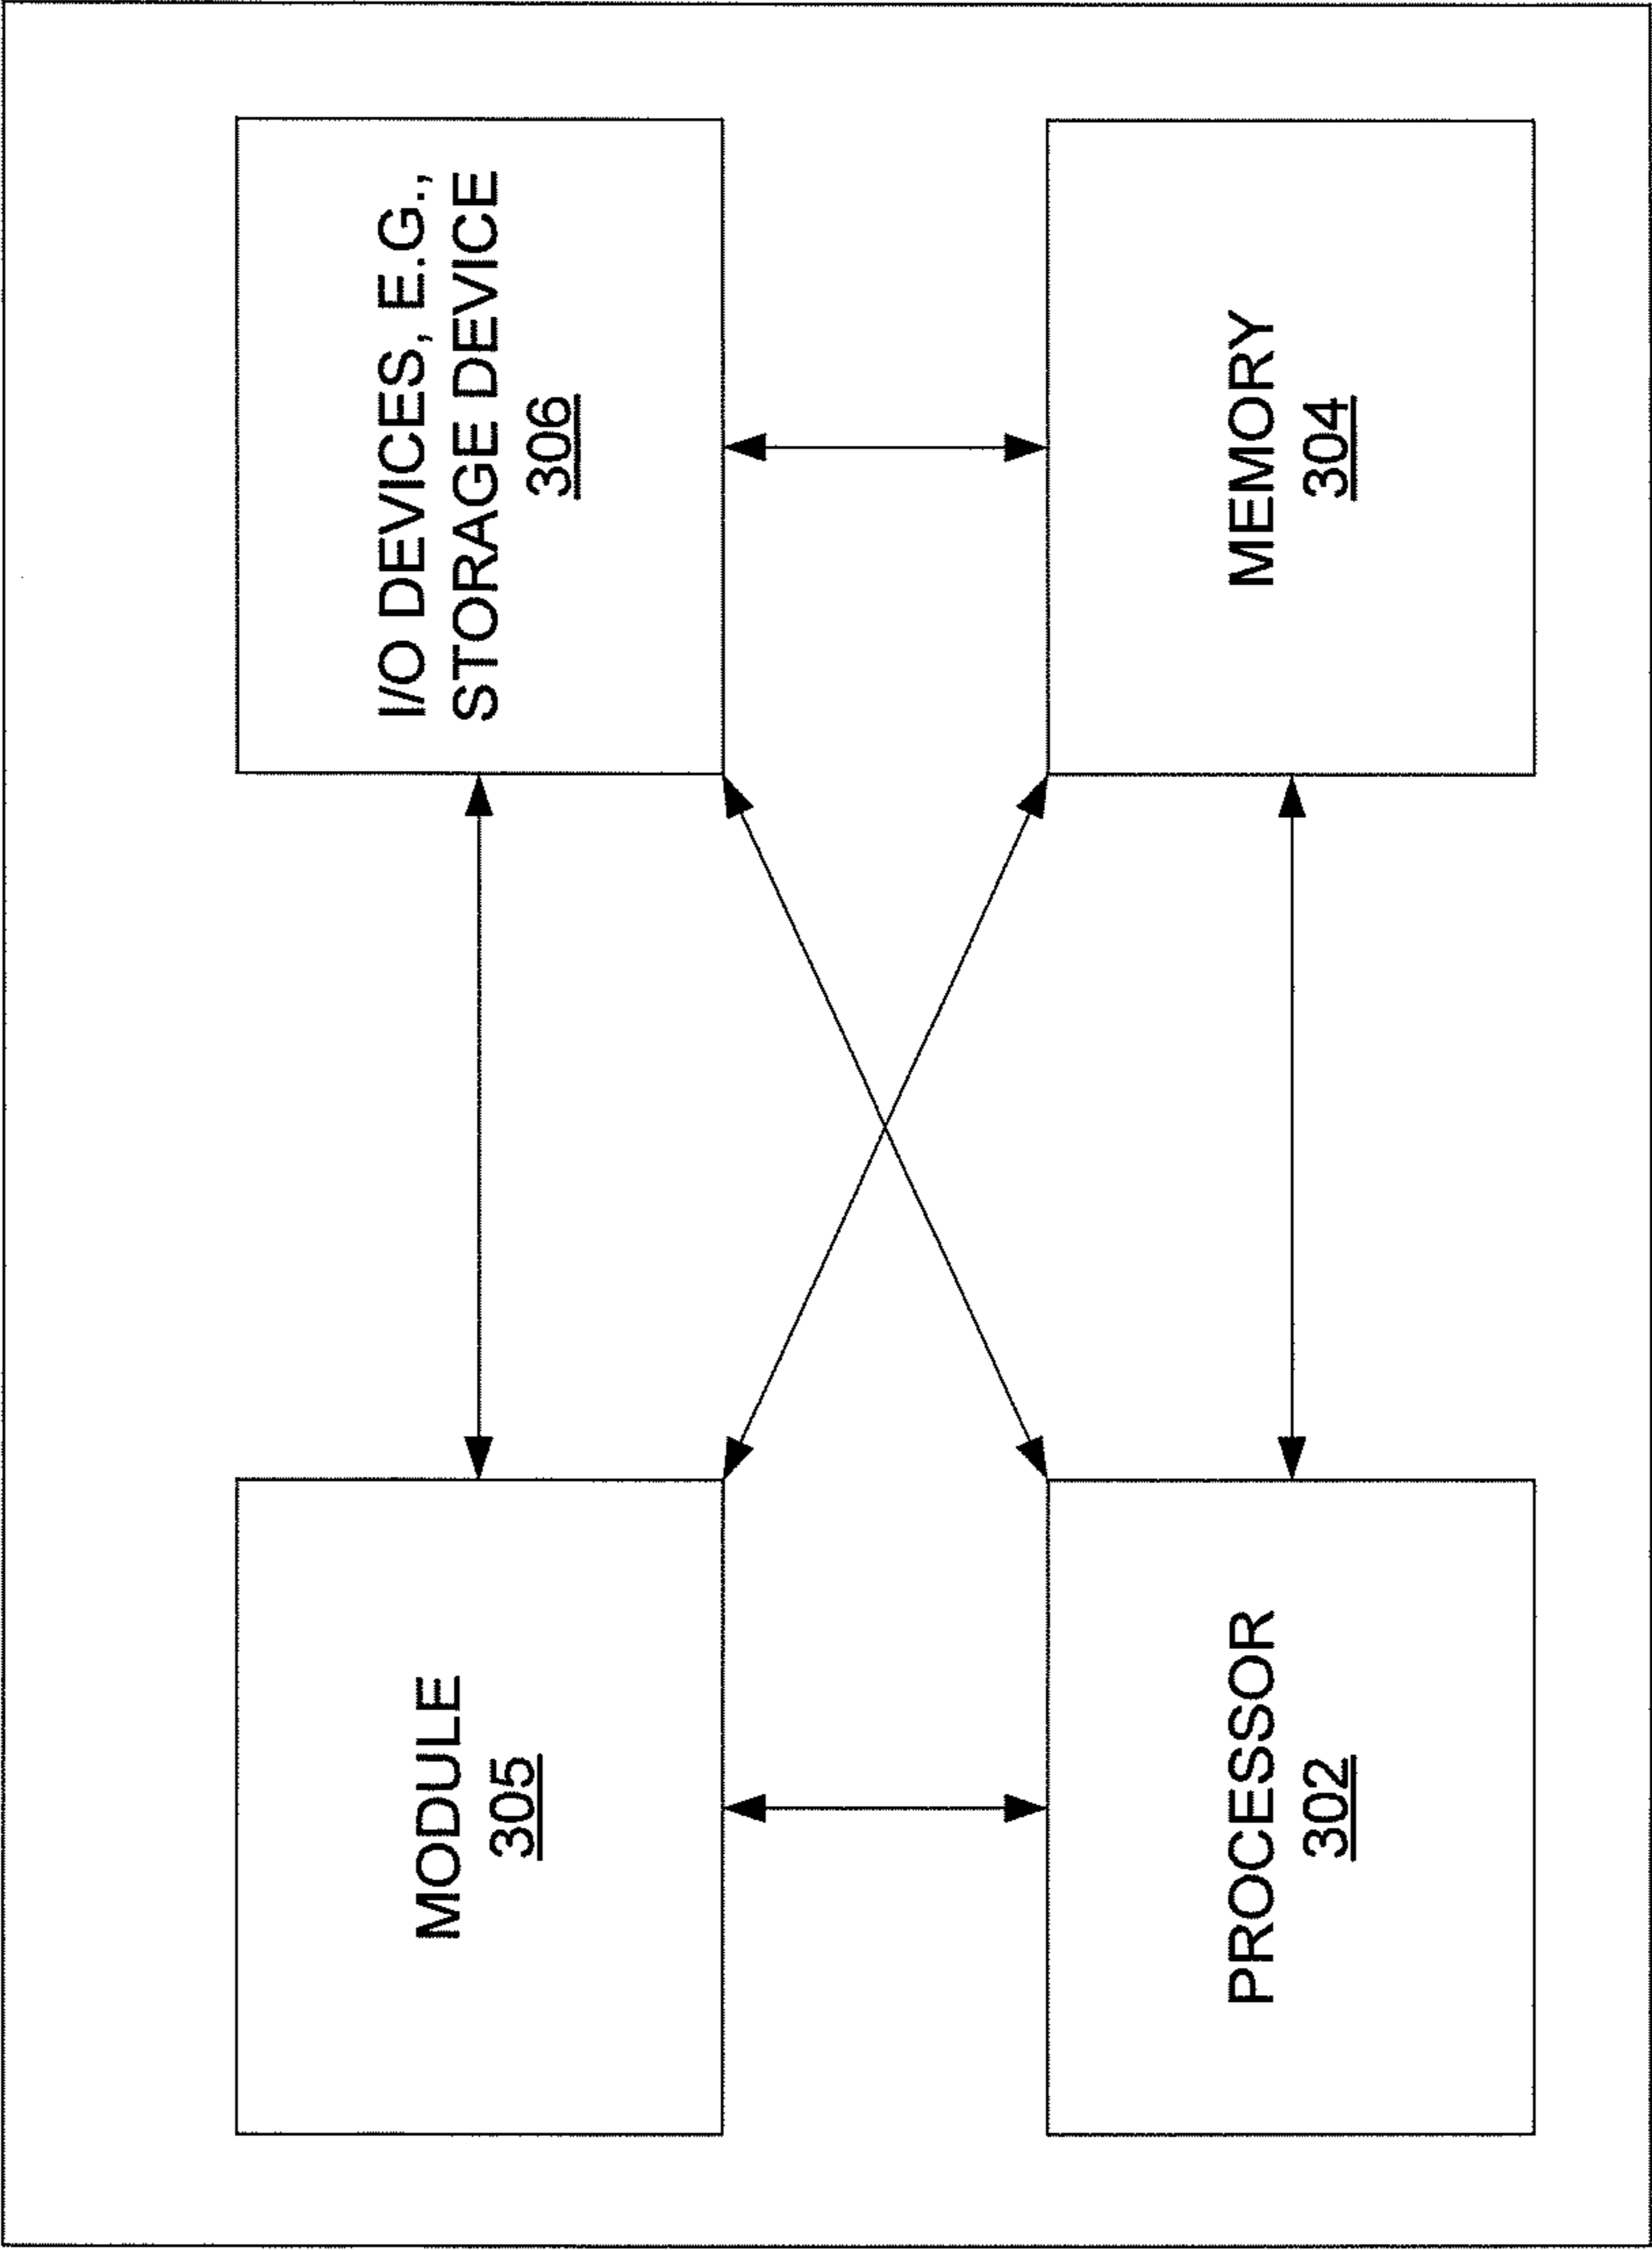 MODULE
305
I/O DEVICES, E.G.,
STORAGE DEVICE
306
PROCESSOR
302
MEMORY
304